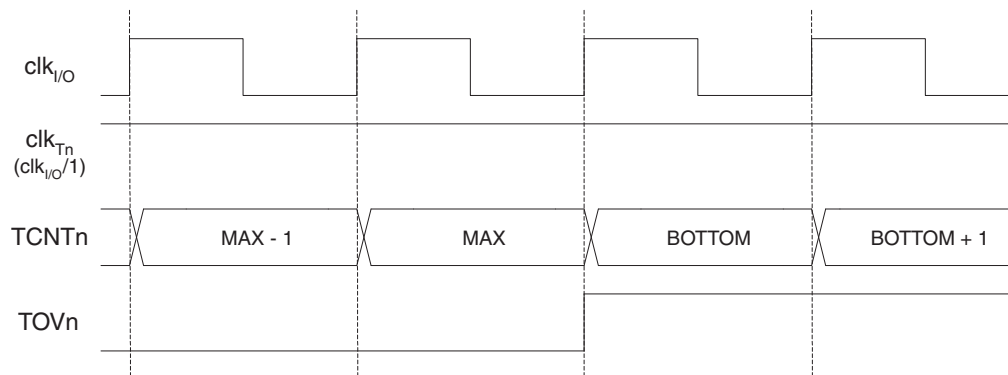 clkI/O
clkTn
(clkI/O/1)
TCNTn MAX - 1 MAX BOTTOM BOTTOM + 1
TOVn